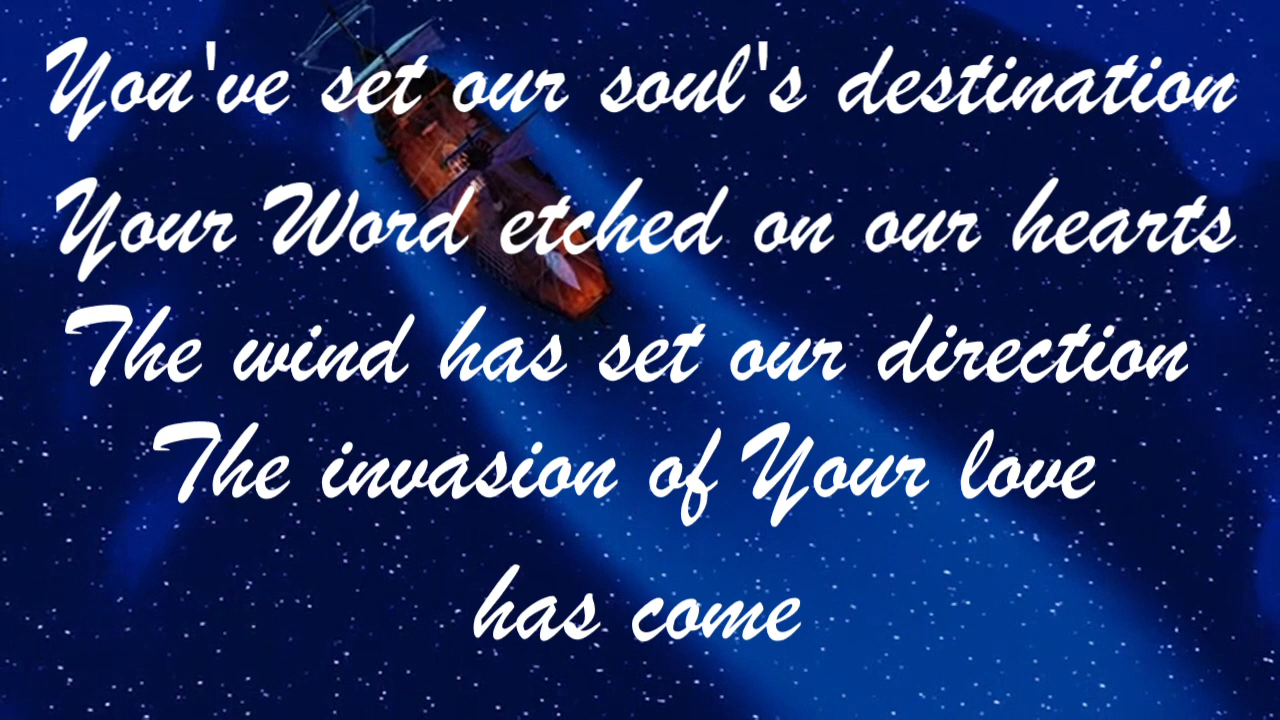 You've set our soul's destination
Your Word etched on our hearts
The wind has set our direction
The invasion of Your love
has come